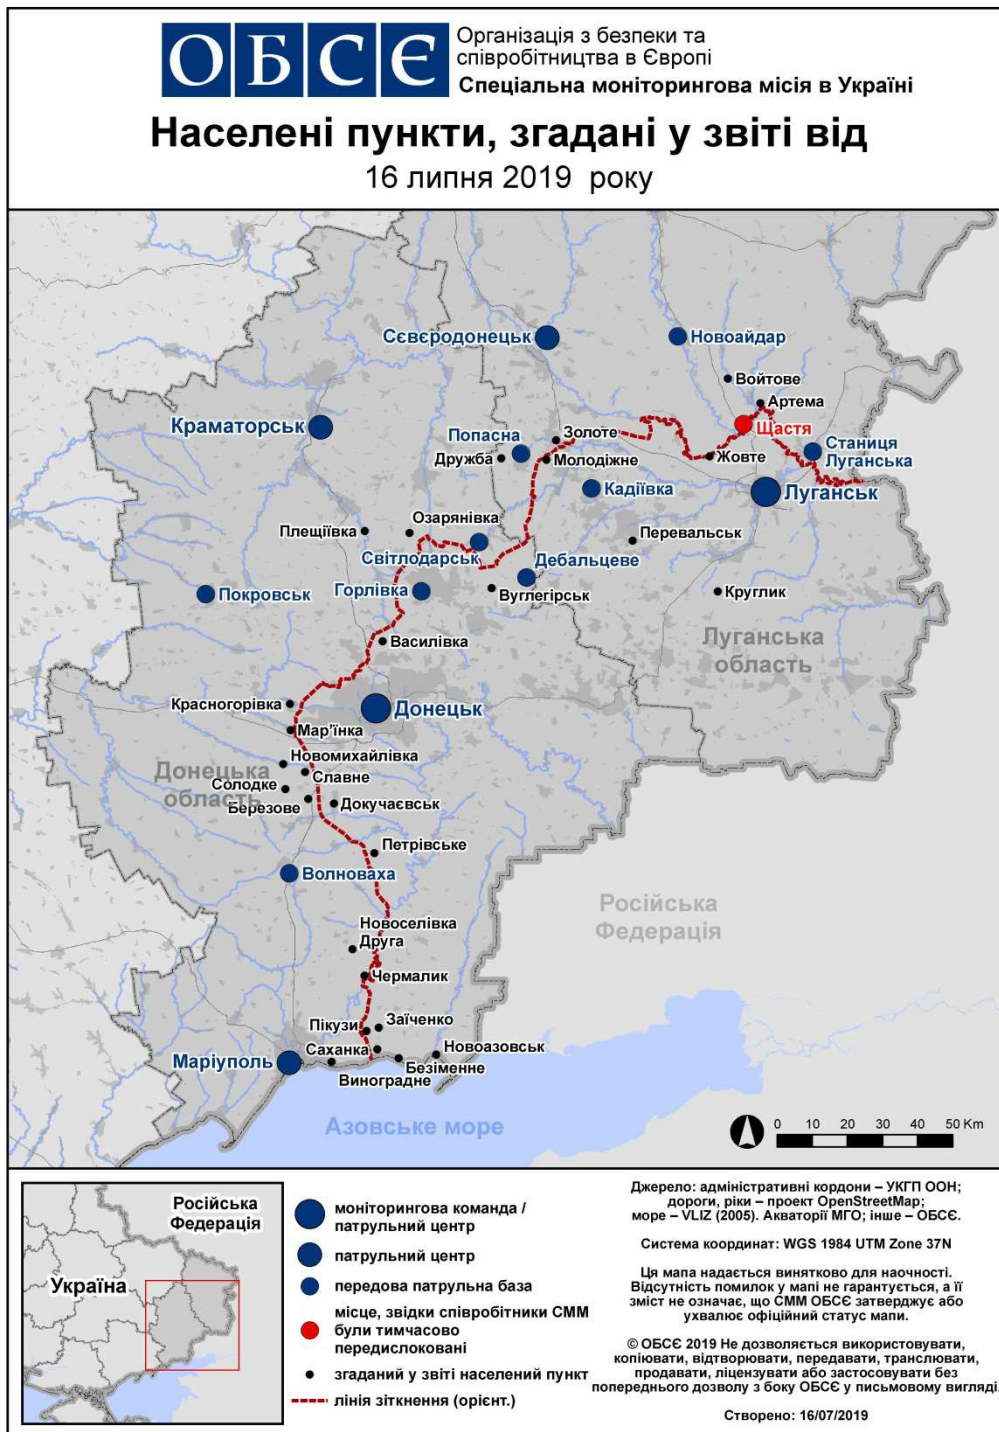 ОБСЄ
Організація з безпеки та
співробітництва в Європі
Спеціальна моніторингова місія в Україні
Населені пункти, згадані у звіті від
16 липня 2019 року
Сєвєродонецьк
Новоайдар
Войтове
Артема
Щастя
Краматорськ
Попасна
Золоте
Станиця
Луганська
Дружба
Молодіжне
Жовте
Кадіївка
Луганськ
Озарянівка
Плещіївка
Перевальськ
Світлодарськ
Дебальцеве
Покровськ
Горлівка
Вуглегірськ
Круглик
Василівка
Луганська
область
Красногорівка
Донецьк
Мар'їнка
Новомихайлівка
Донецька
область
Славне
Солодке
Березове
Докучаєвськ
Петрівське
Волноваха
Російська
Федерація
Новоселівка
Друга
Чермалик
Пікузи
Заїченко
Саханка
Новоазовськ
Маріуполь
Безіменне
Виноградне
Азовське море
0 10 20 30 40 50 Km
Російська
Федерація
Україна
моніторингова команда /
патрульний центр
патрульний центр
передова патрульна база
місце, звідки співробітники СММ
були тимчасово
передислоковані
згаданий у звіті населений пункт
лінія зіткнення (орієнт.)
Джерело: адміністративні кордони – УКГП ООН;
дороги, ріки – проект OpenStreetMap;
море – VLIZ (2005). Акваторії МГО; інше – ОБСЄ.
Система координат: WGS 1984 UTM Zone 37N
Ця мапа надається винятково для наочності.
Відсутність помилок у мапі не гарантується, а її
зміст не означає, що СММ ОБСЄ затверджує або
ухвалює офіційний статус мапи.
© ОБСЄ 2019 Не дозволяється використовувати,
копіювати, відтворювати, передавати, транслювати,
продавати, ліцензувати або застосовувати без
попереднього дозволу з боку ОБСЄ у письмовому вигляді.
Створено: 16/07/2019